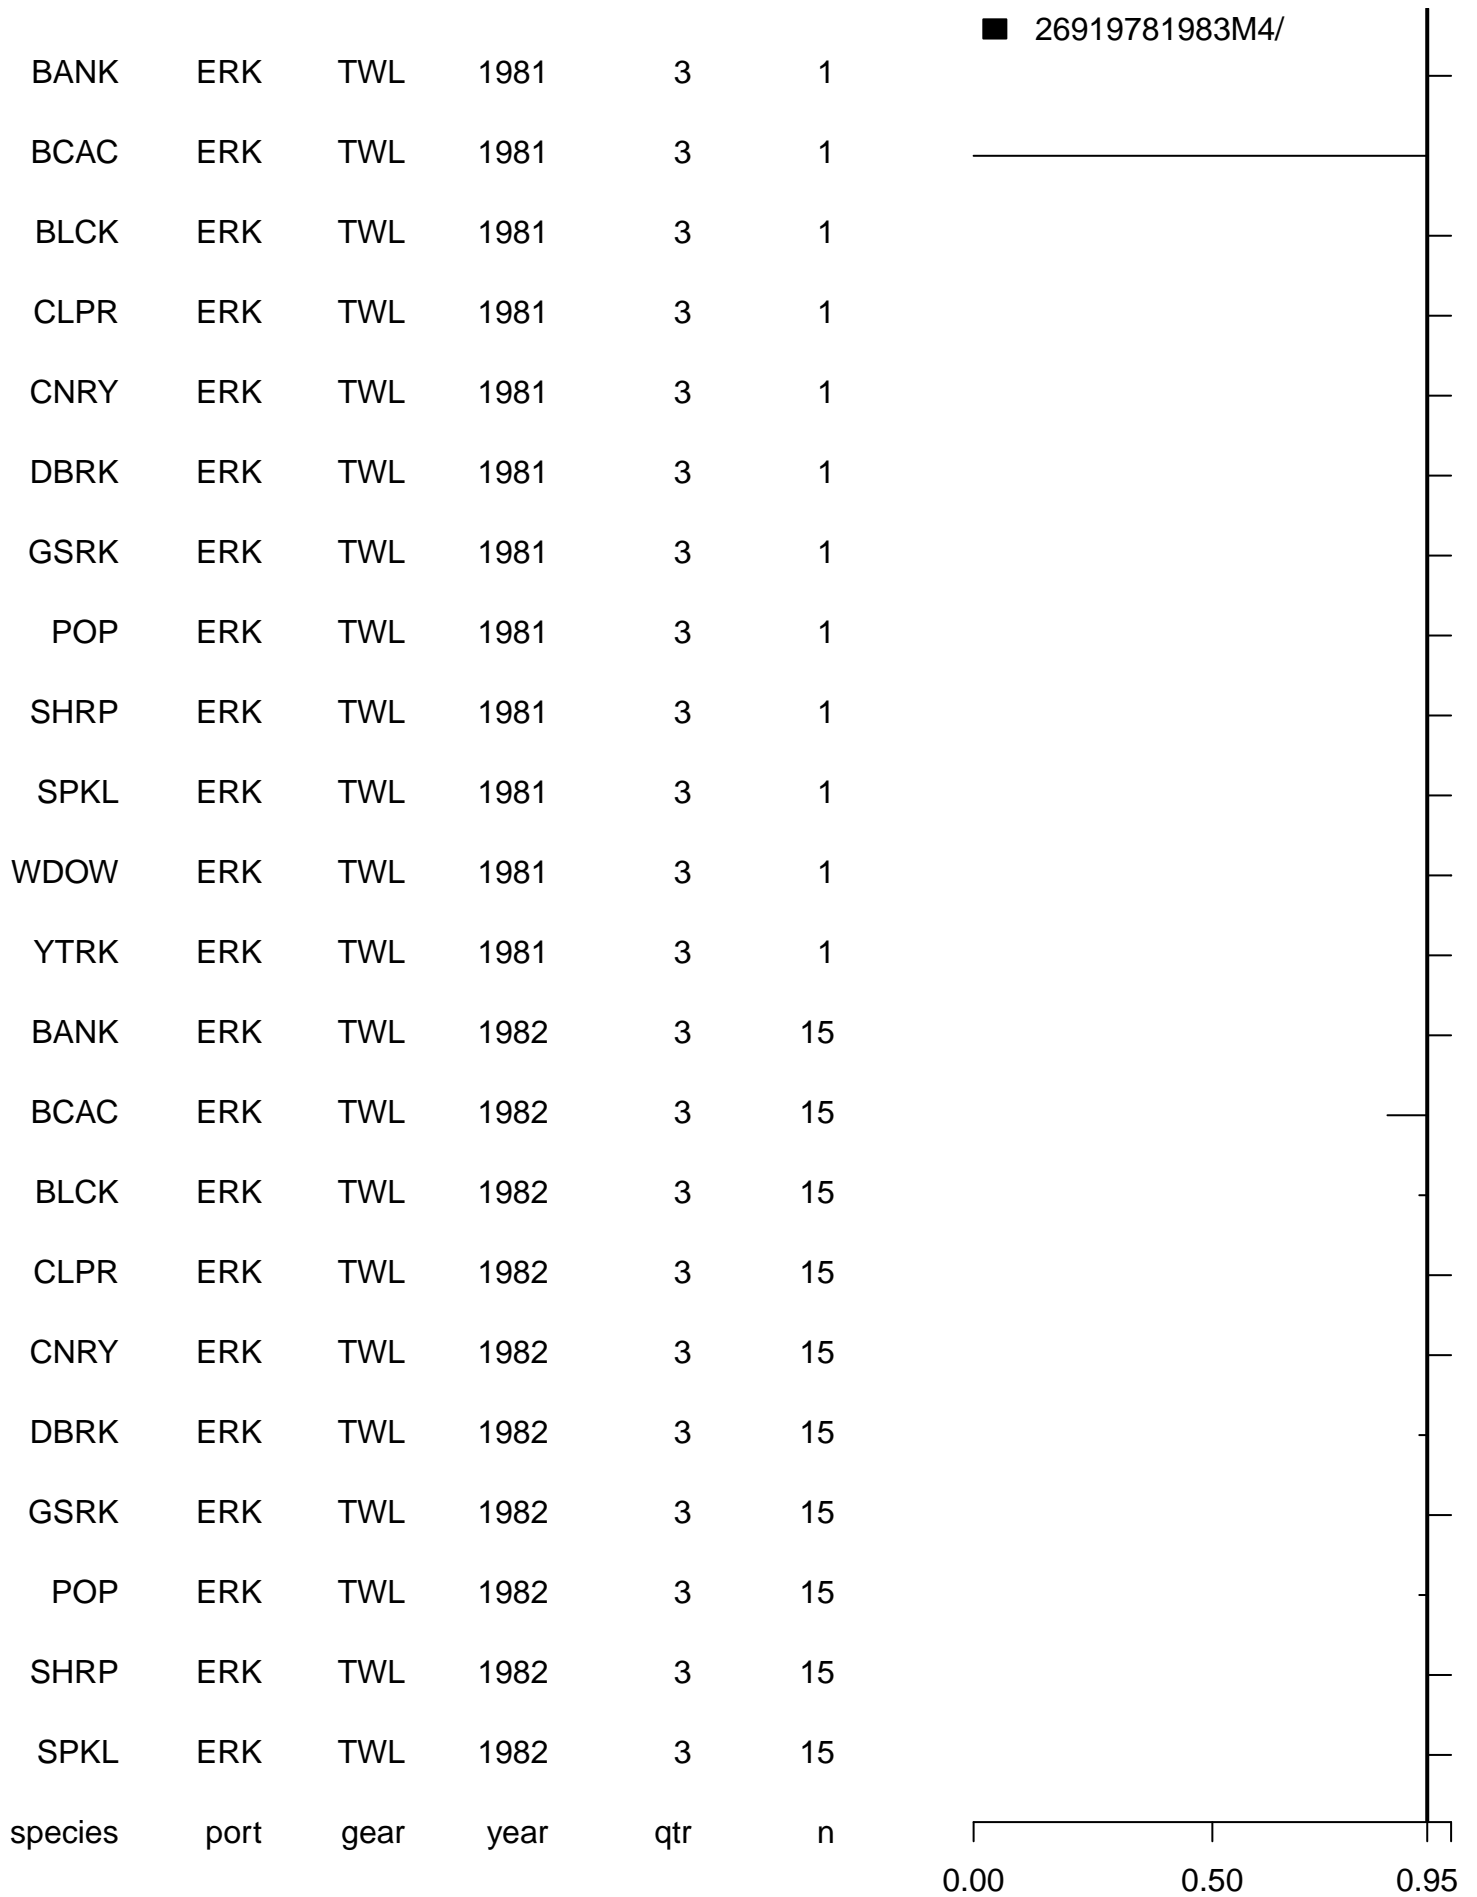 26919781983M4/
BANK ERK TWL 1981 3 1
BCAC ERK TWL 1981 3 1
BLCK ERK TWL 1981 3 1
CLPR ERK TWL 1981 3 1
CNRY ERK TWL 1981 3 1
DBRK ERK TWL 1981 3 1
GSRK ERK TWL 1981 3 1
POP ERK TWL 1981 3 1
SHRP ERK TWL 1981 3 1
SPKL ERK TWL 1981 3 1
WDOW ERK TWL 1981 3 1
YTRK ERK TWL 1981 3 1
BANK ERK TWL 1982 3 15
BCAC ERK TWL 1982 3 15
BLCK ERK TWL 1982 3 15
CLPR ERK TWL 1982 3 15
CNRY ERK TWL 1982 3 15
DBRK ERK TWL 1982 3 15
GSRK ERK TWL 1982 3 15
POP ERK TWL 1982 3 15
SHRP ERK TWL 1982 3 15
SPKL ERK TWL 1982 3 15
species port gear year qtr n
0.00 0.50 0.95